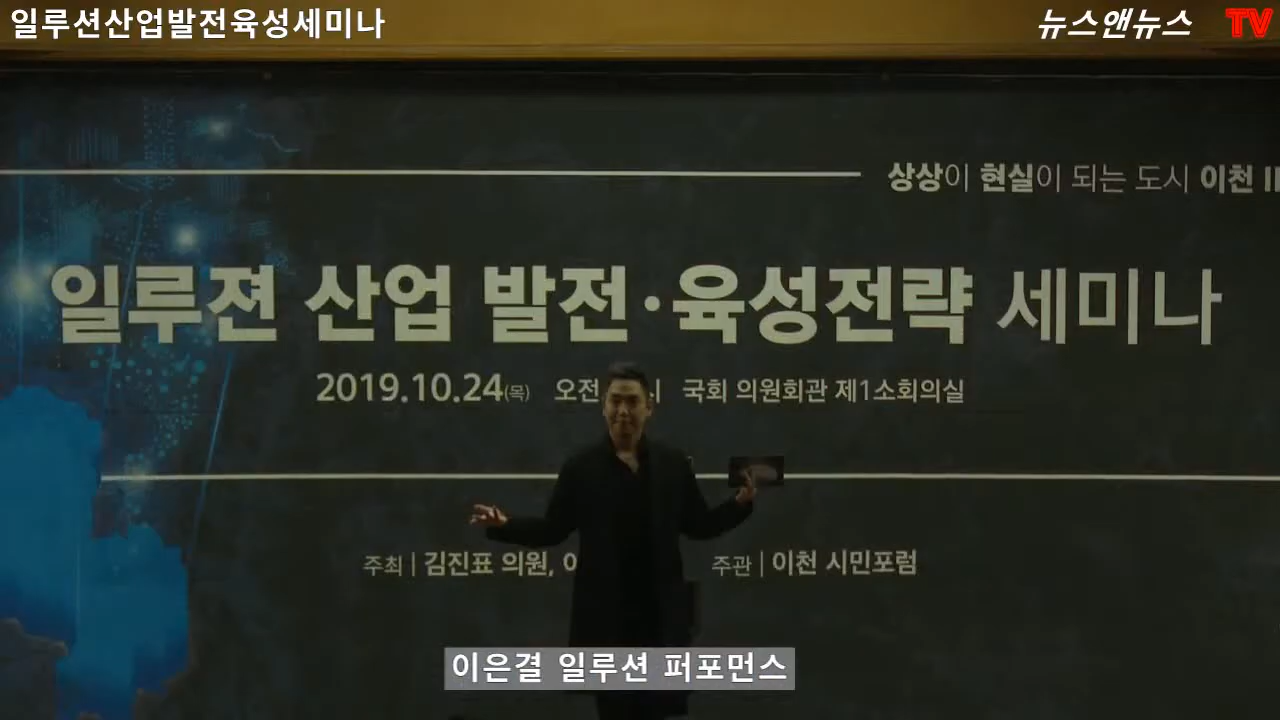 일루션산업발전육성세미나
뉴스앤뉴스 TV
상상이 현실이 되는 도시 이천
일루젼 산업 발전·육성전략 세미나
2019.10.24(목) 오전 국회 의원회관 제1소회의실
주최 | 김진표 의원, 주관 | 이천 시민포럼
이은결 일루션 퍼포먼스